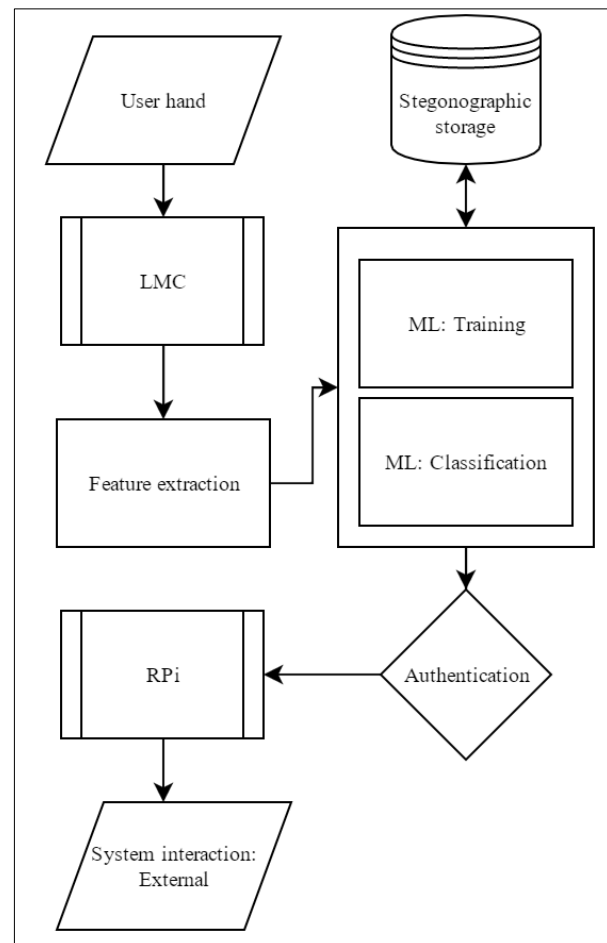 User hand
LMC
Feature extraction
Stegonographic
storage
ML: Training
ML: Classification
Authentication
RPi
System interaction:
External